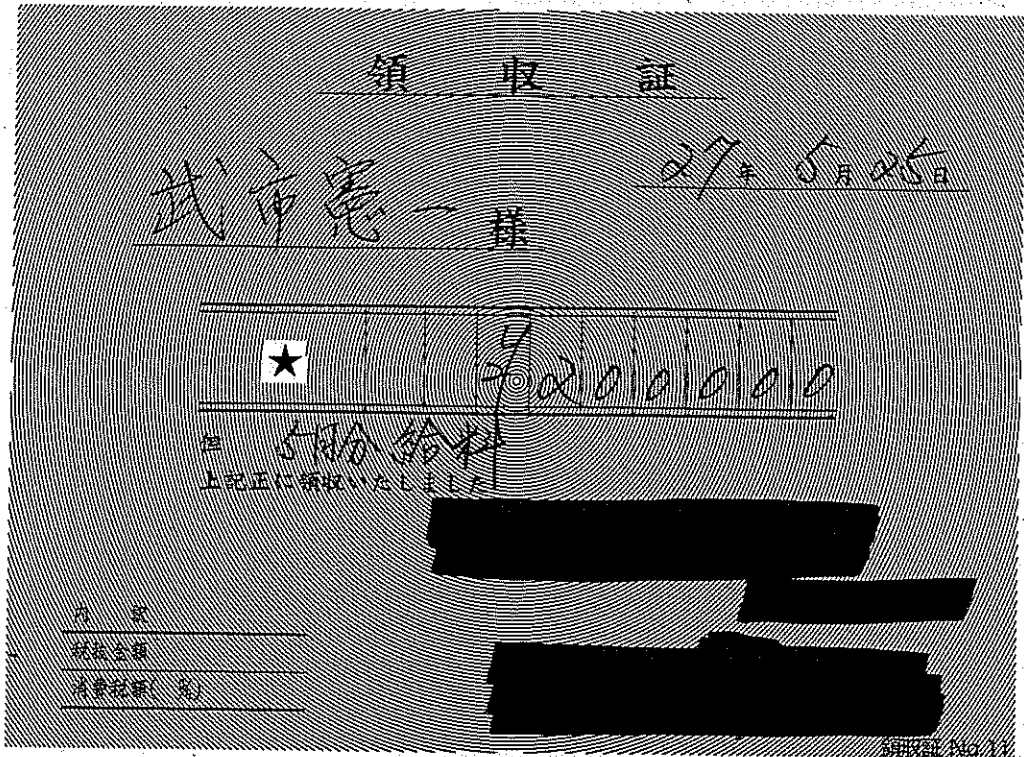 領収証
27年 5月25日
武市憲一 様
★ ¥200000
但 5月分給料
上記正に領収いたしました
内訳
税抜金額
消費税額( %)
領収証 No.11